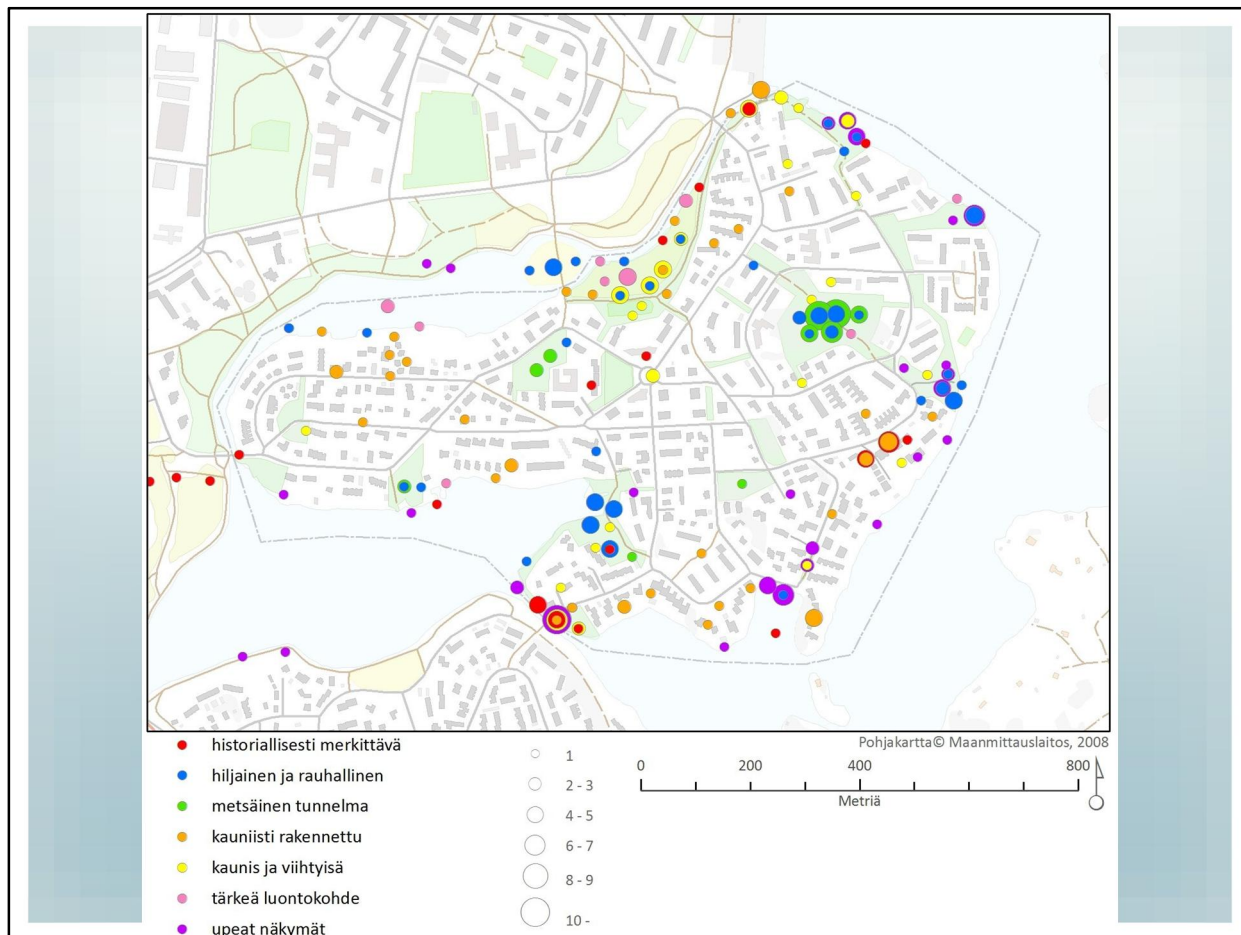 historiallisesti merkittävä
hiljainen ja rauhallinen
metsäinen tunnelma
kauniisti rakennettu
kaunis ja viihtyisä
tärkeä luontokohde
upeat näkymät
1
2 - 3
4 - 5
6 - 7
8 - 9
10 -
Pohjakartta© Maanmittauslaitos, 2008
0 200 400 800
Metriä